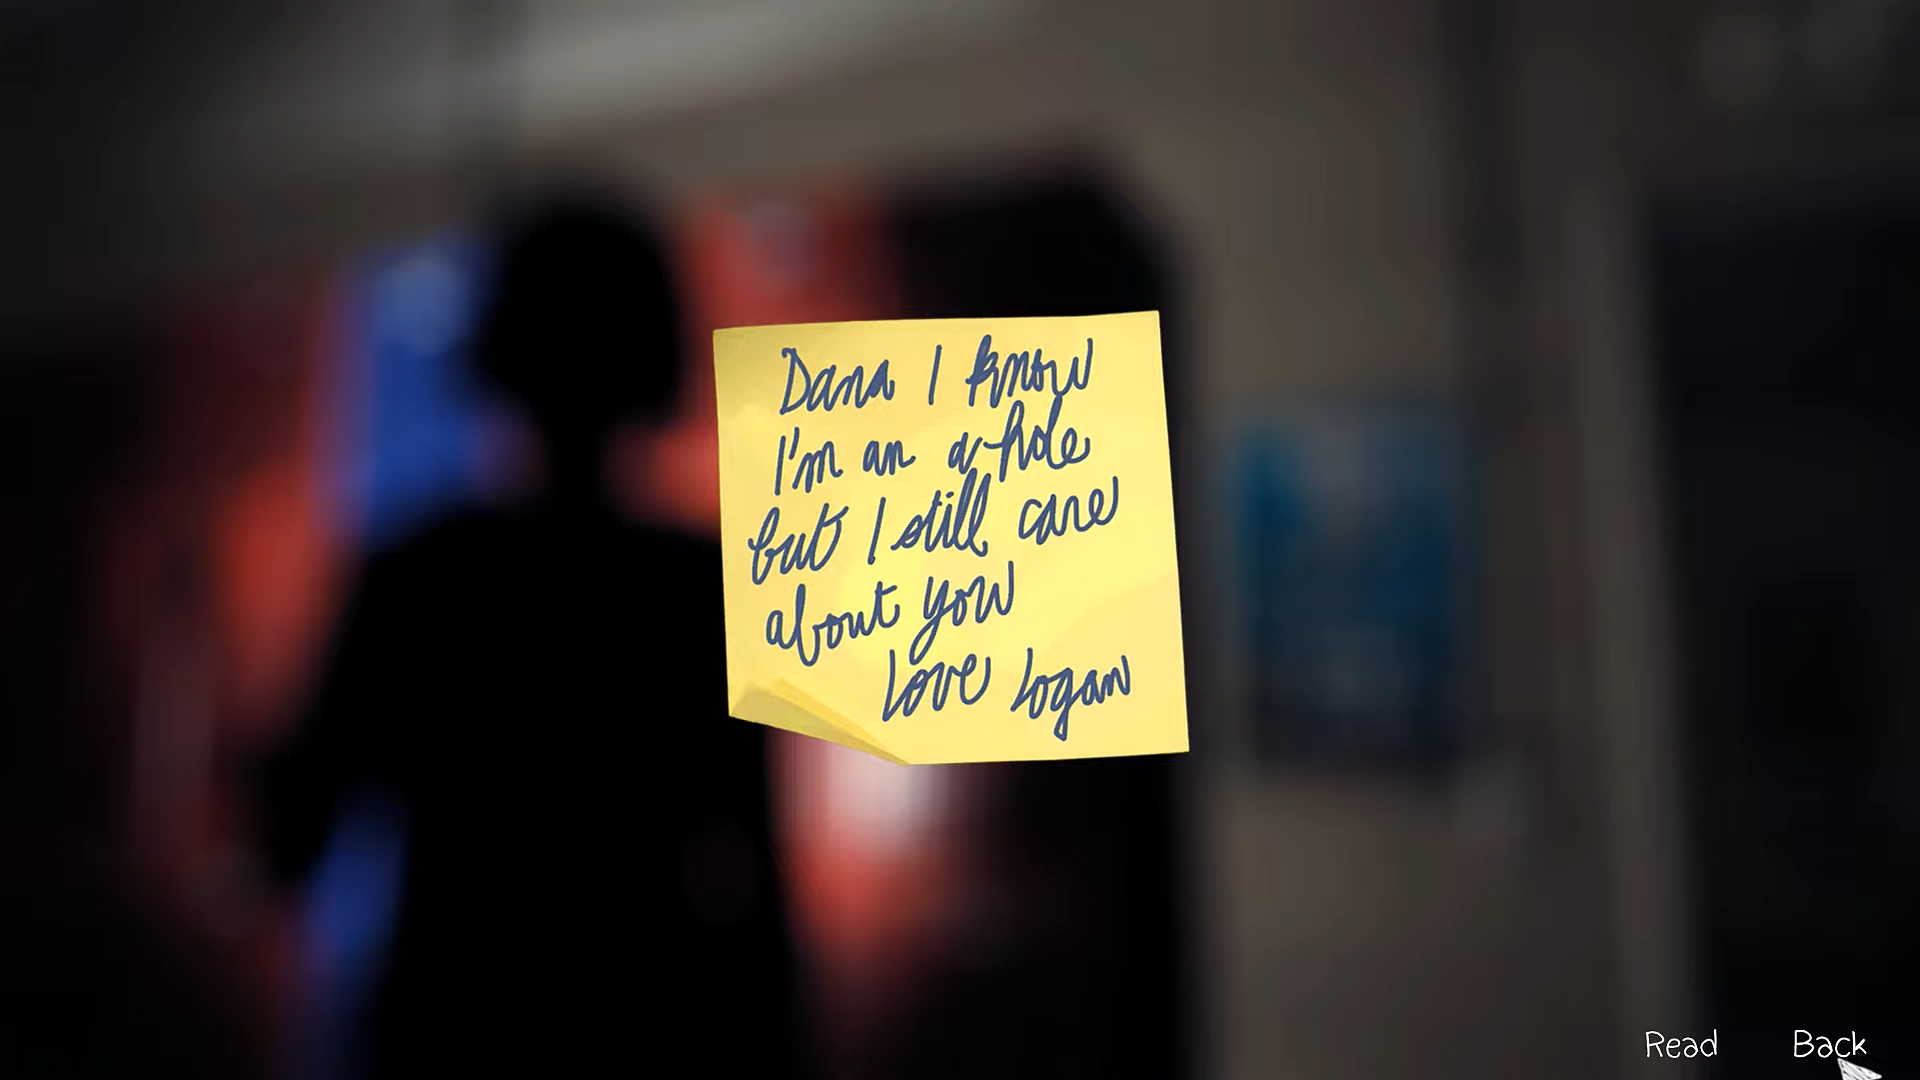 Dana I know
I'm an a-hole
but I still care
about you
Love Logan
Read Back